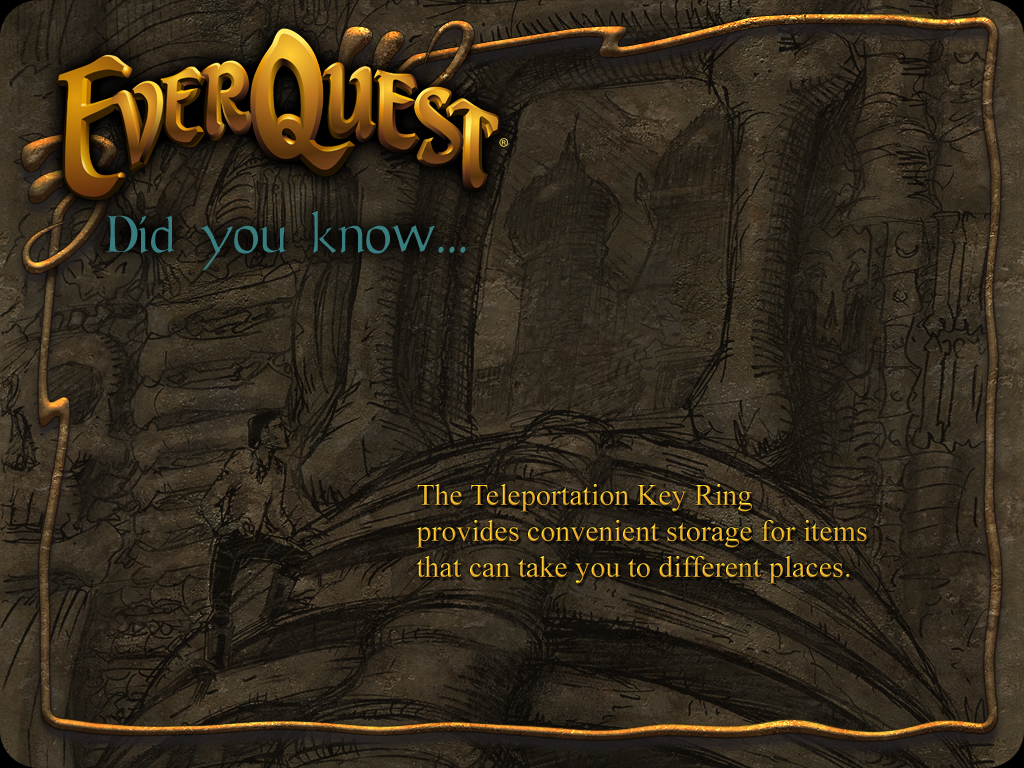 EverQuest®
Did you know...
The Teleportation Key Ring
provides convenient storage for items
that can take you to different places.